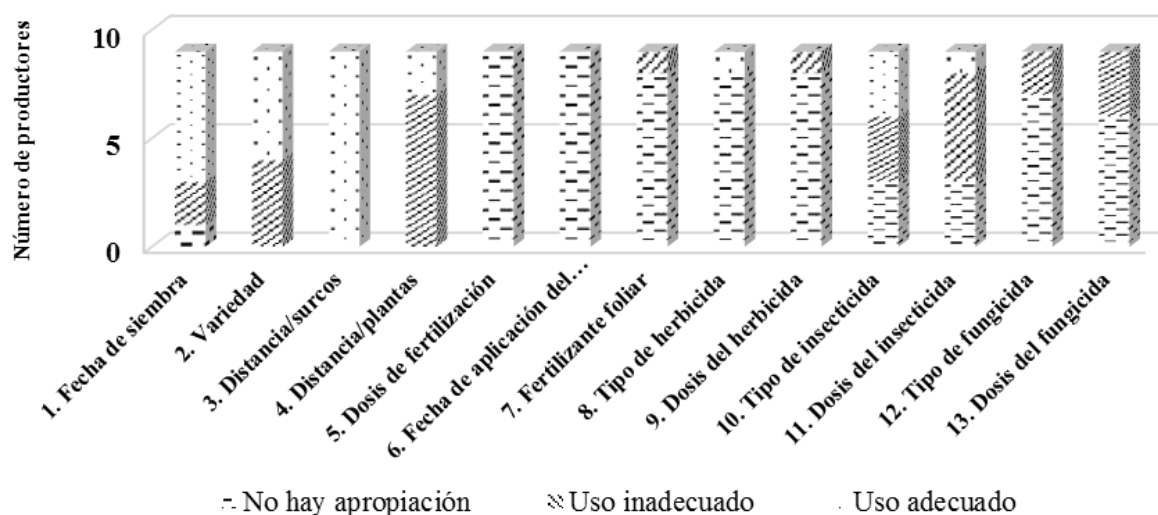 Número de productores
10
5
0
1. Fecha de siembra
2. Variedad
3. Distancia/surcos
4. Distancia/plantas
5. Dosis de fertilización
6. Fecha de aplicación del…
7. Fertilizante foliar
8. Tipo de herbicida
9. Dosis del herbicida
10. Tipo de insecticida
11. Dosis del insecticida
12. Tipo de fungicida
13. Dosis del fungicida
No hay apropiación Uso inadecuado Uso adecuado